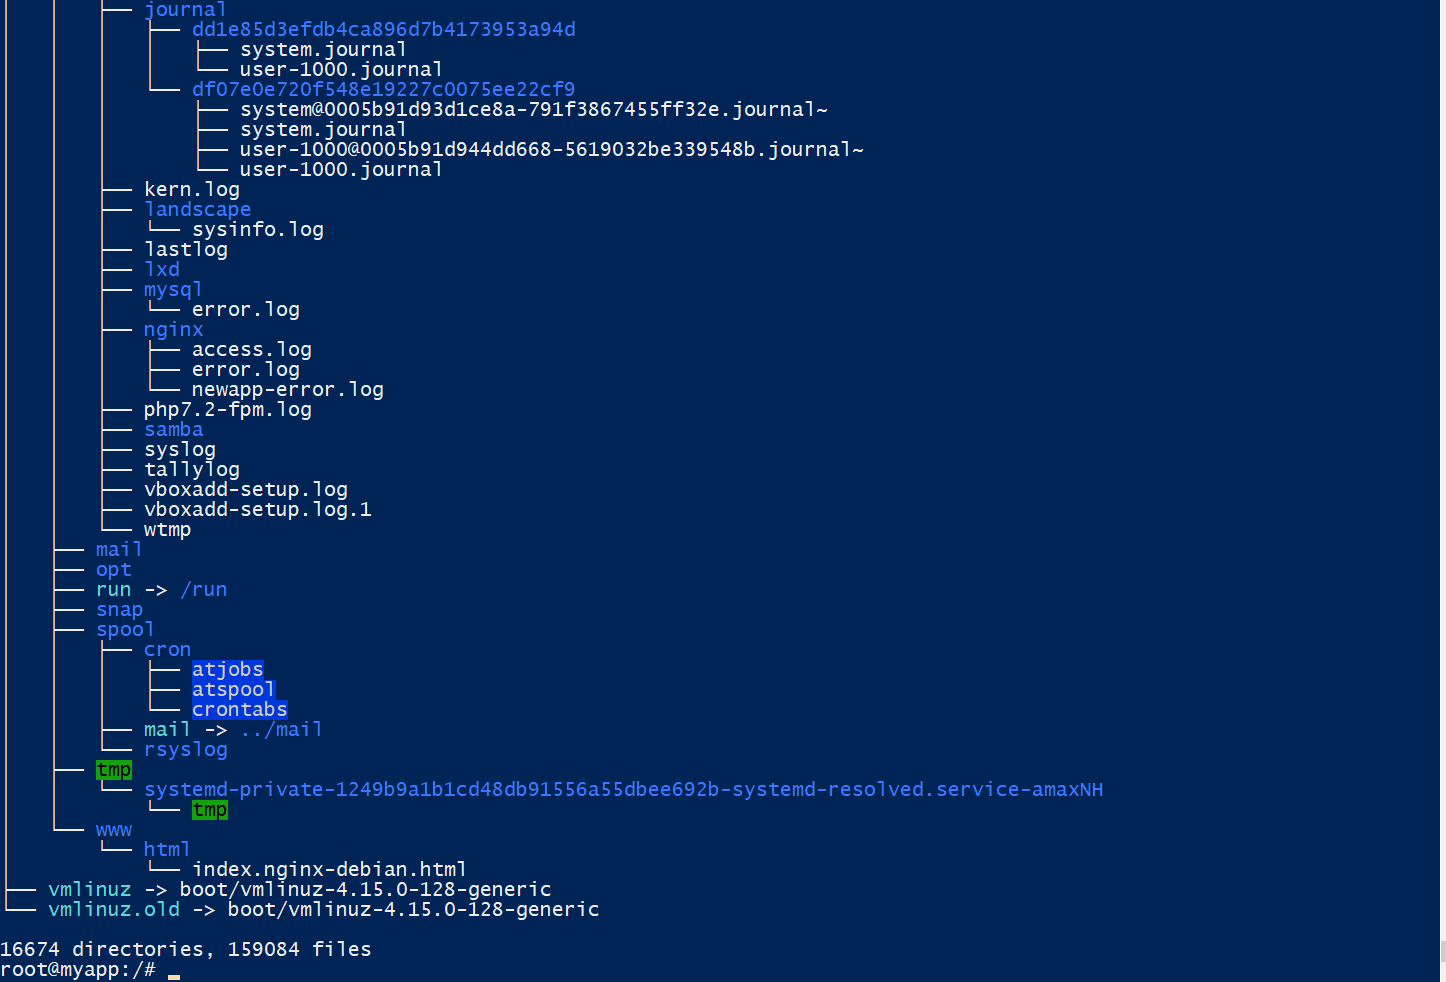 │   │   ├── journal
│   │   │   ├── dd1e85d3efdb4ca896d7b4173953a94d
│   │   │   │   ├── system.journal
│   │   │   │   └── user-1000.journal
│   │   │   └── df07e0e720f548e19227c0075ee22cf9
│   │   │       ├── system@0005b91d93d1ce8a-791f3867455ff32e.journal~
│   │   │       ├── system.journal
│   │   │       ├── user-1000@0005b91d944dd668-5619032be339548b.journal~
│   │   │       └── user-1000.journal
│   │   ├── kern.log
│   │   ├── landscape
│   │   │   └── sysinfo.log
│   │   ├── lastlog
│   │   ├── lxd
│   │   ├── mysql
│   │   │   └── error.log
│   │   ├── nginx
│   │   │   ├── access.log
│   │   │   ├── error.log
│   │   │   └── newapp-error.log
│   │   ├── php7.2-fpm.log
│   │   ├── samba
│   │   ├── syslog
│   │   ├── tallylog
│   │   ├── vboxadd-setup.log
│   │   ├── vboxadd-setup.log.1
│   │   └── wtmp
│   ├── mail
│   ├── opt
│   ├── run -> /run
│   ├── snap
│   ├── spool
│   │   ├── cron
│   │   │   ├── atjobs
│   │   │   ├── atspool
│   │   │   └── crontabs
│   │   ├── mail -> ../mail
│   │   └── rsyslog
│   ├── tmp
│   │   └── systemd-private-1249b9a1b1cd48db91556a55dbee692b-systemd-resolved.service-amaxNH
│   │       └── tmp
│   └── www
│       └── html
│           └── index.nginx-debian.html
├── vmlinuz -> boot/vmlinuz-4.15.0-128-generic
└── vmlinuz.old -> boot/vmlinuz-4.15.0-128-generic
16674 directories, 159084 files
root@myapp:/#